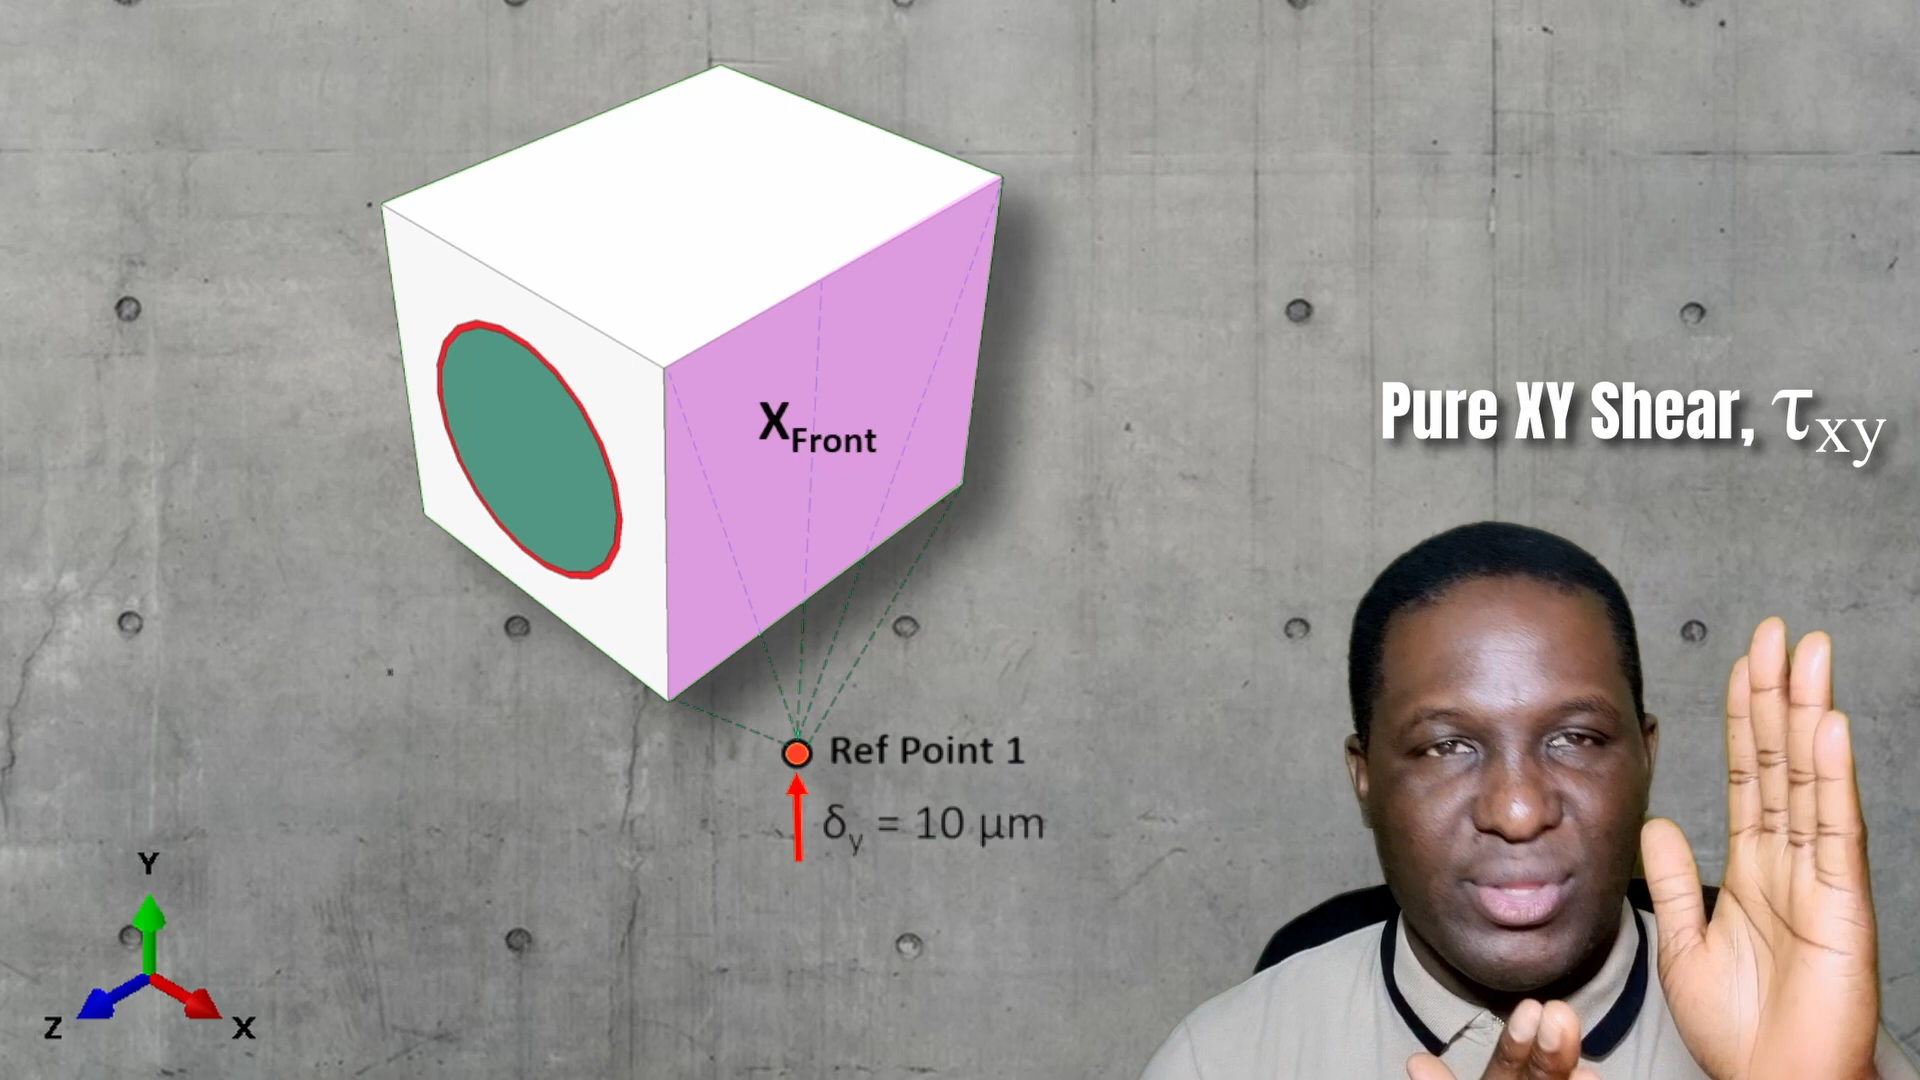 X_Front
Pure XY Shear, τ_xy
Ref Point 1
δ_y = 10 μm
Y
Z
X